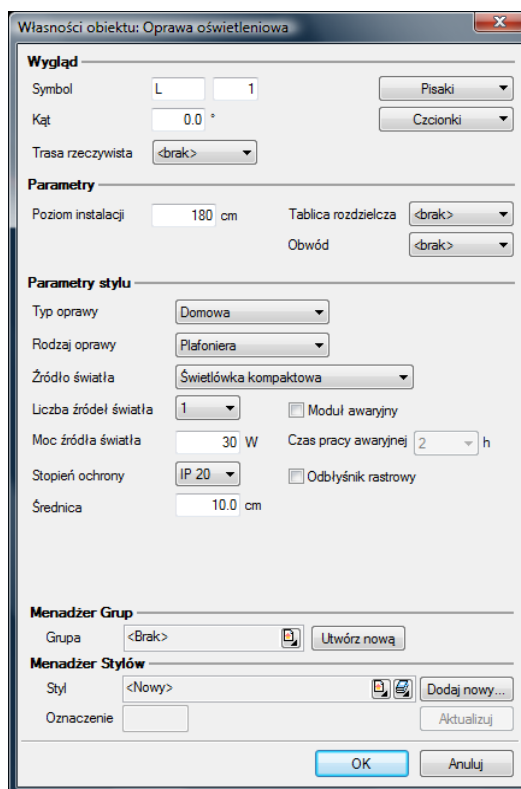 Własności obiektu: Oprawa oświetleniowa
Wygląd
Symbol L 1 Pisaki
Kąt 0.0 ° Czcionki
Trasa rzeczywista <brak>
Parametry
Poziom instalacji 180 cm Tablica rozdzielcza <brak>
Obwód <brak>
Parametry stylu
Typ oprawy Domowa
Rodzaj oprawy Plafoniera
Źródło światła Świetlówka kompaktowa
Liczba źródeł światła 1 Moduł awaryjny
Moc źródła światła 30 W Czas pracy awaryjnej 2 h
Stopień ochrony IP 20 Odbłyśnik rastrowy
Średnica 10.0 cm
Menadżer Grup
Grupa <Brak> Utwórz nową
Menadżer Stylów
Styl <Nowy> Dodaj nowy...
Oznaczenie Aktualizuj
OK Anuluj